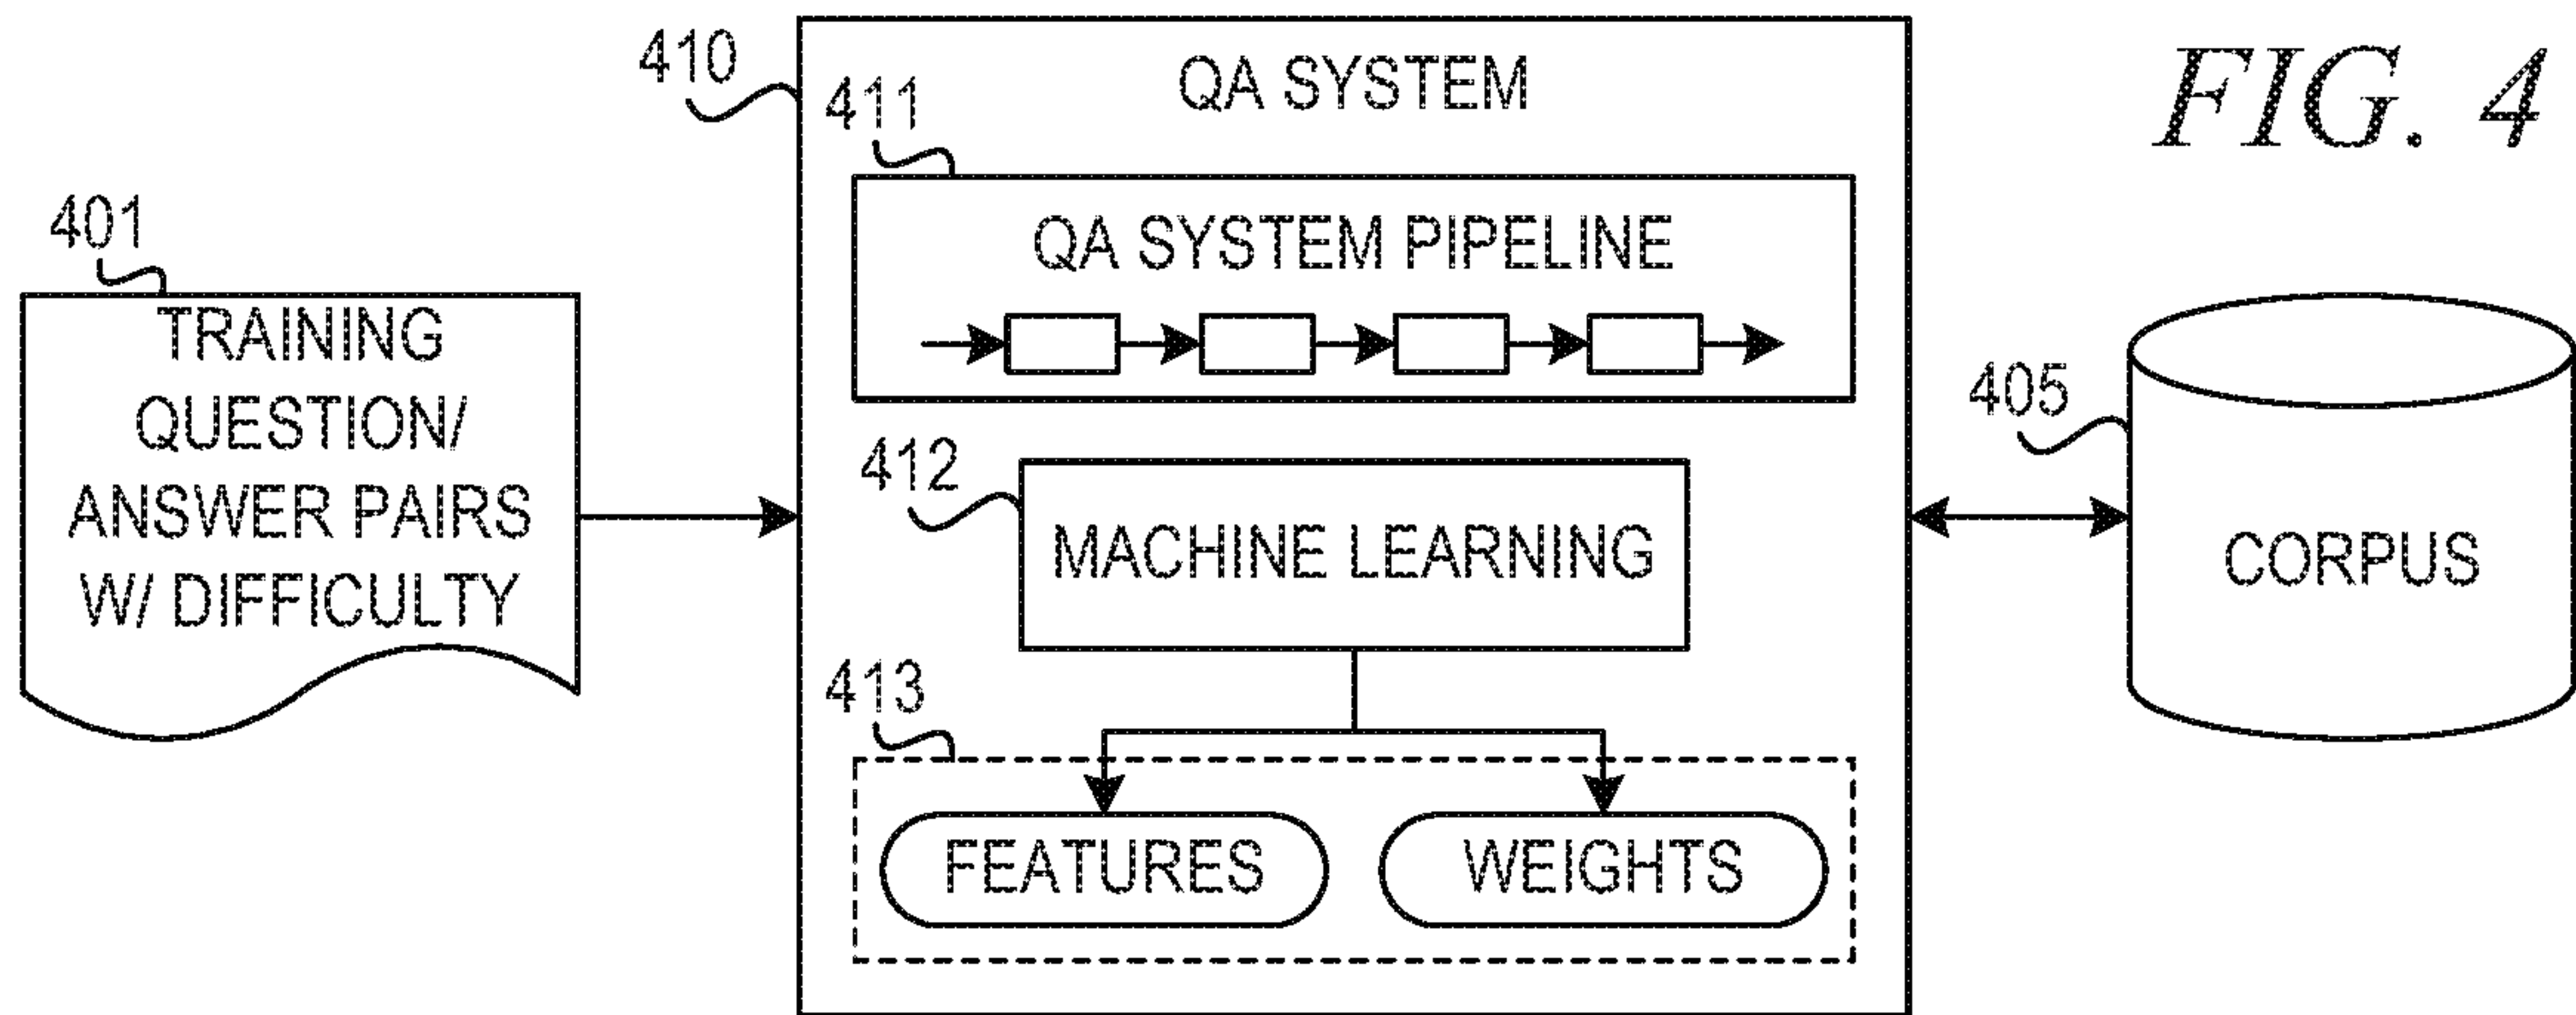 FIG. 4
410
QA SYSTEM
411
QA SYSTEM PIPELINE
401
TRAINING
QUESTION/
ANSWER PAIRS
W/ DIFFICULTY
412
MACHINE LEARNING
413
FEATURES
WEIGHTS
405
CORPUS